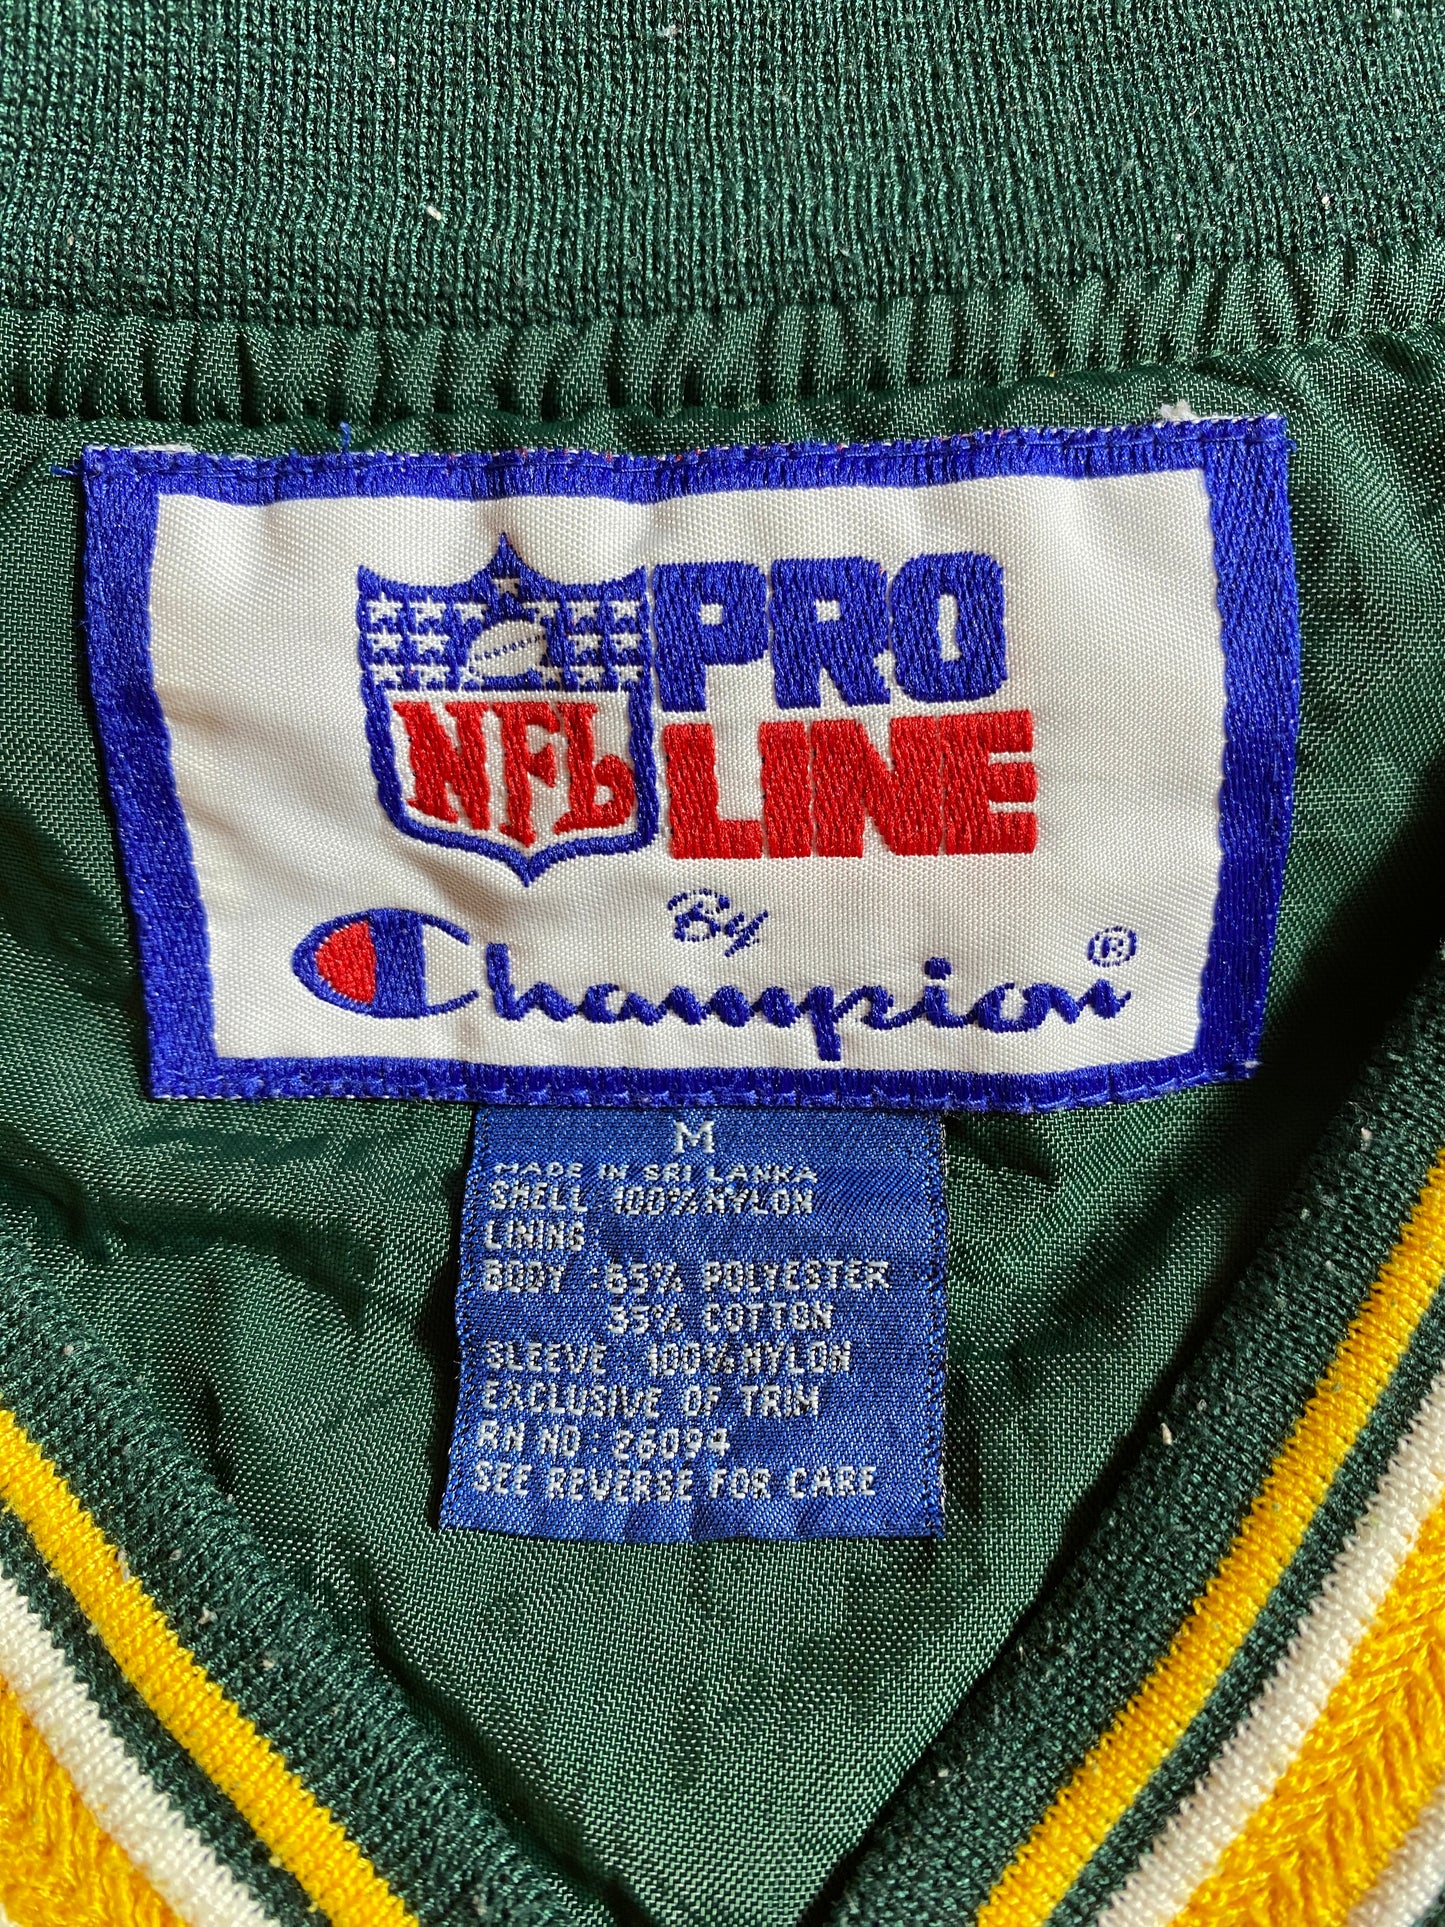 NFL
PRO
LINE
By
Champion®
M
MADE IN SRI LANKA
SHELL 100% NYLON
LINING
BODY : 65% POLYESTER
35% COTTON
SLEEVE : 100% NYLON
EXCLUSIVE OF TRIM
RN NO : 26094
SEE REVERSE FOR CARE